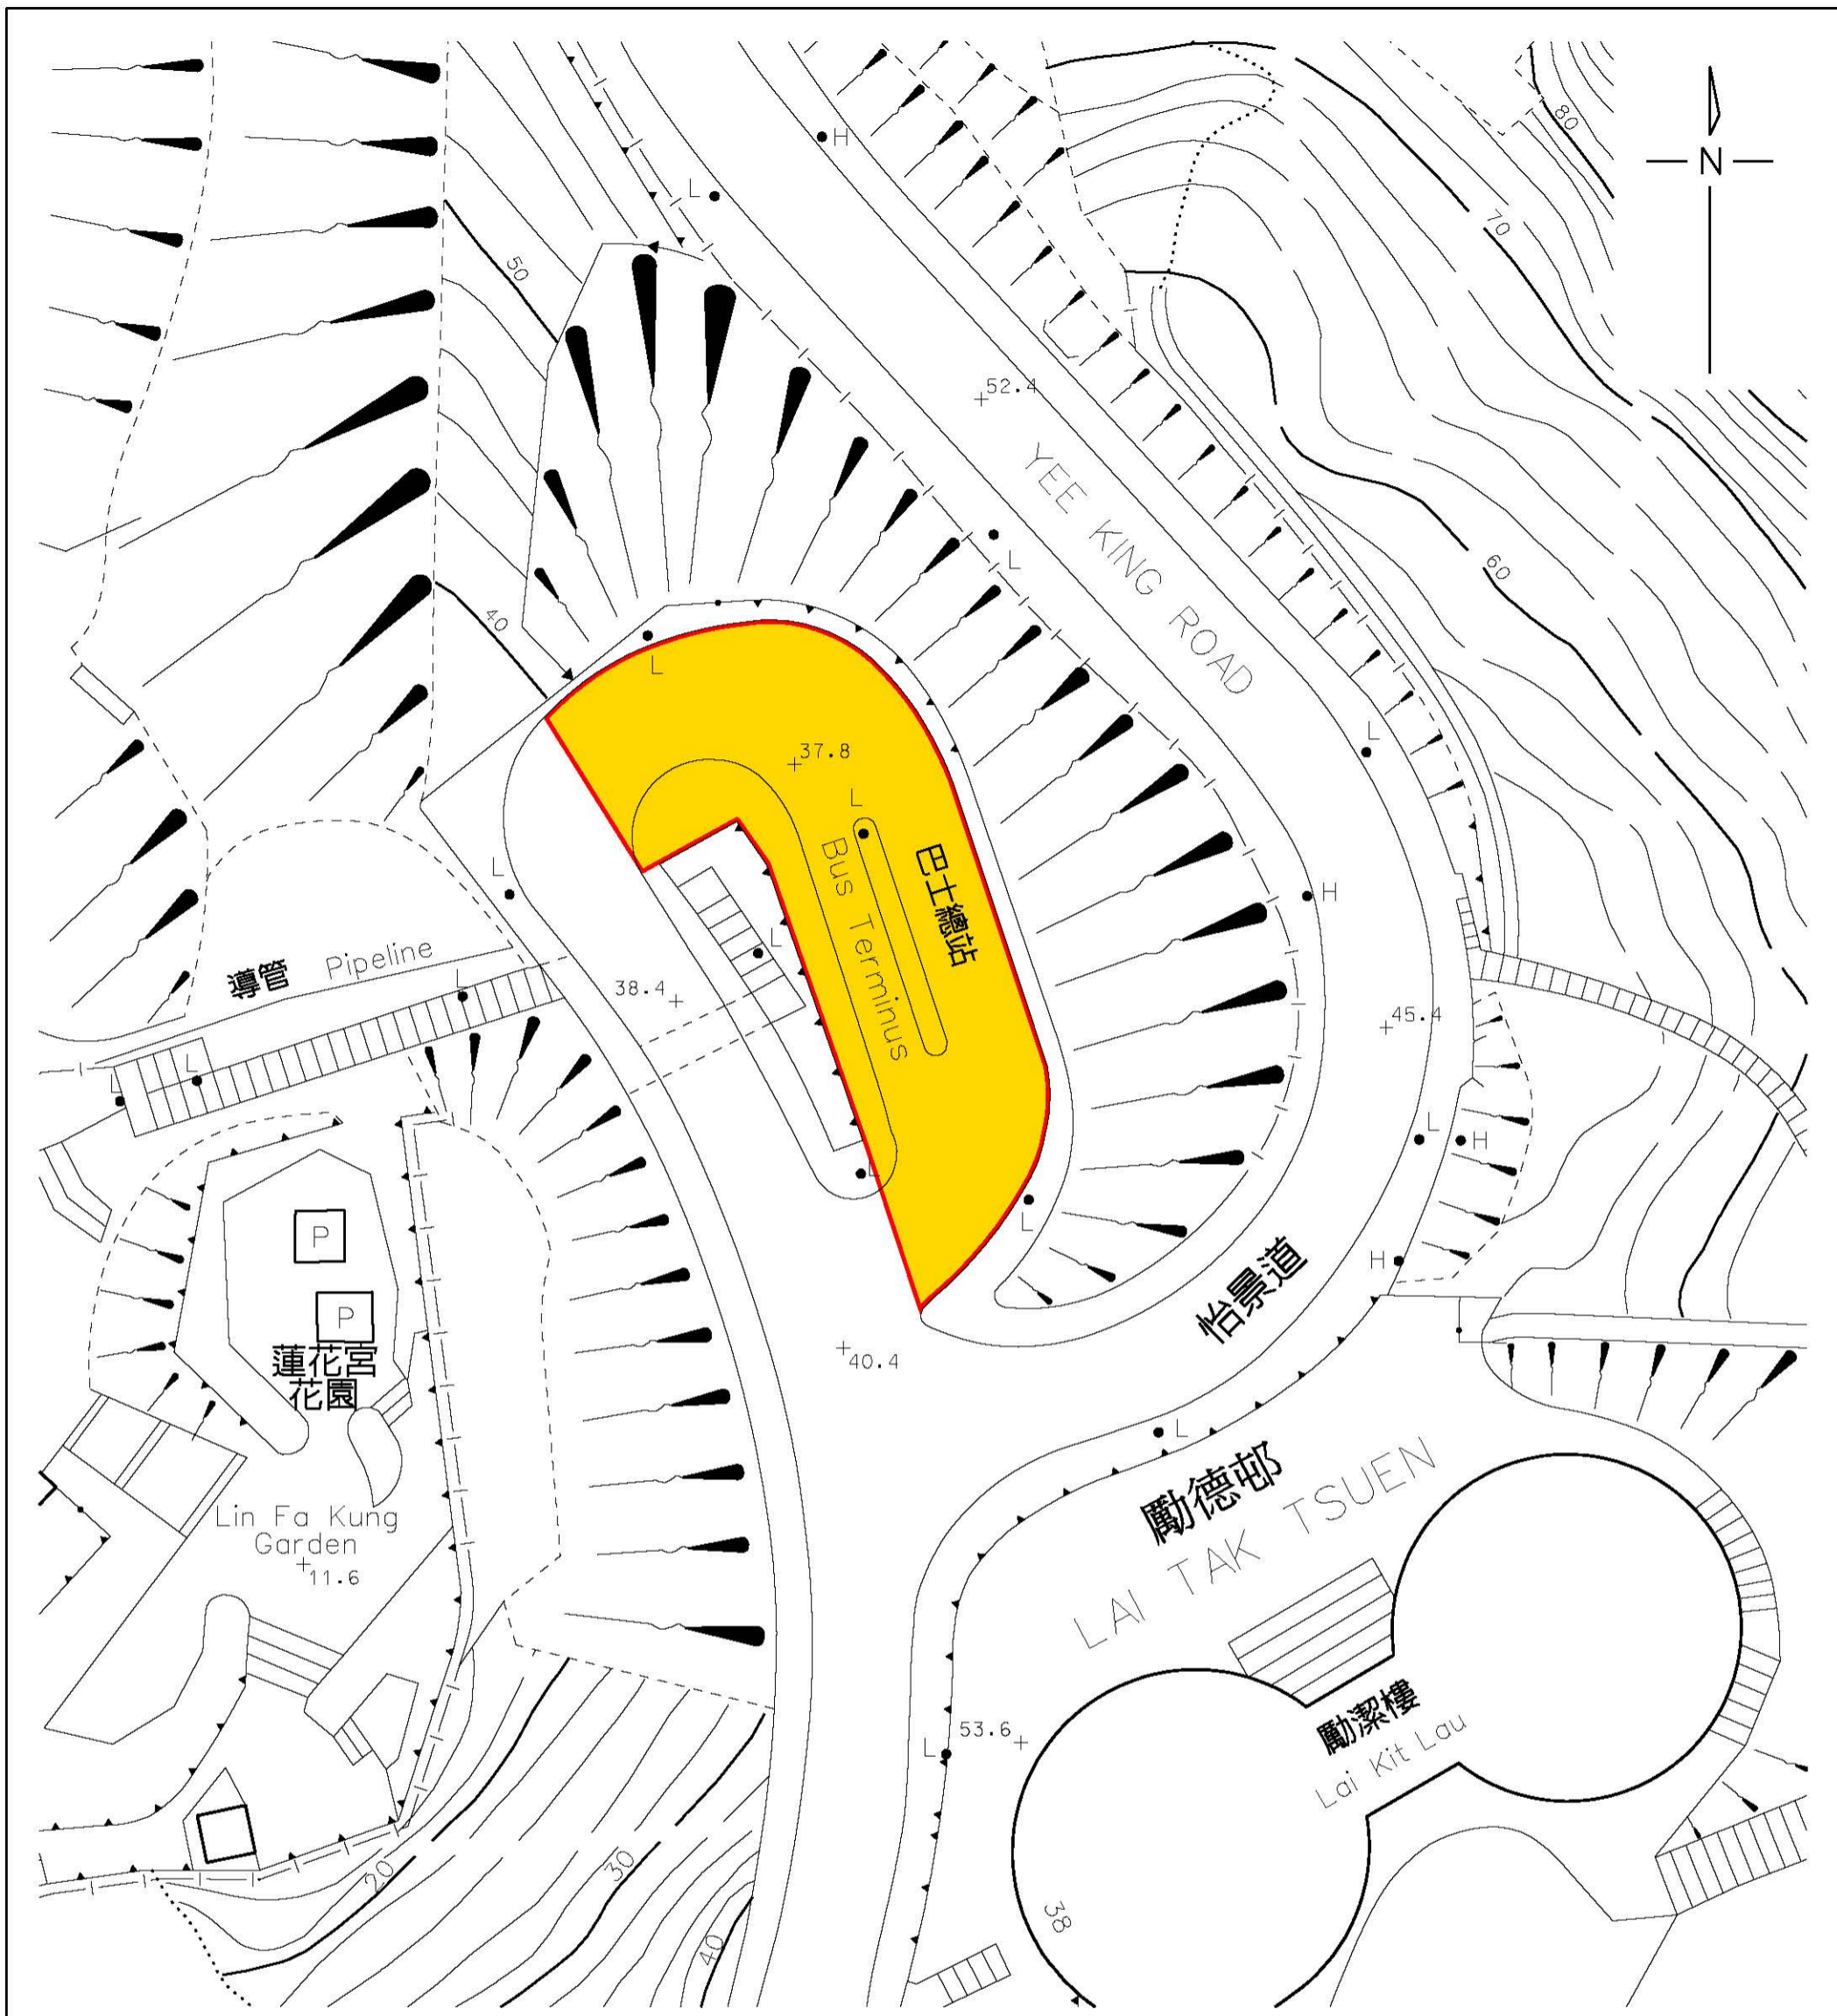 80
H
N
L
70
50
52.4
YEE KING ROAD
L
60
40
L
L
37.8
L
巴士總站
Bus Terminus
L
H
導管 Pipeline
L
L
38.4
45.4
L
L
L
H
L
L
P
H
怡景道
P
蓮花宮
花園
40.4
L
勵德邨
LAI TAK TSUEN
Lin Fa Kung
Garden
11.6
53.6
L
勵潔樓
Lai Kit Lau
20
30
38
40